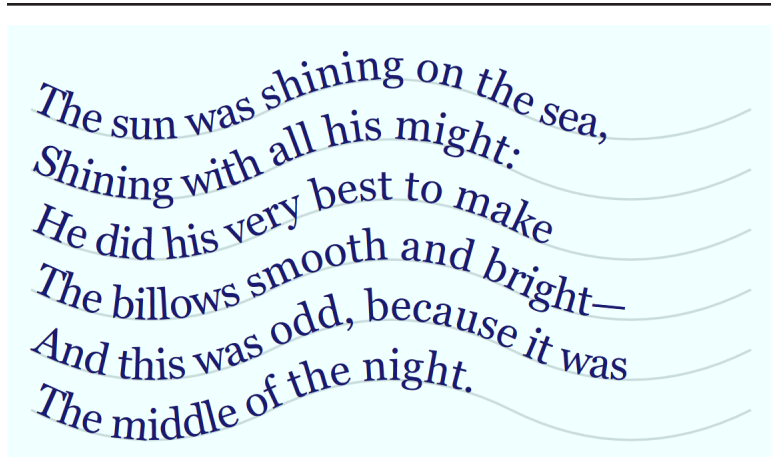 The sun was shining on the sea,
Shining with all his might:
He did his very best to make
The billows smooth and bright—
And this was odd, because it was
The middle of the night.